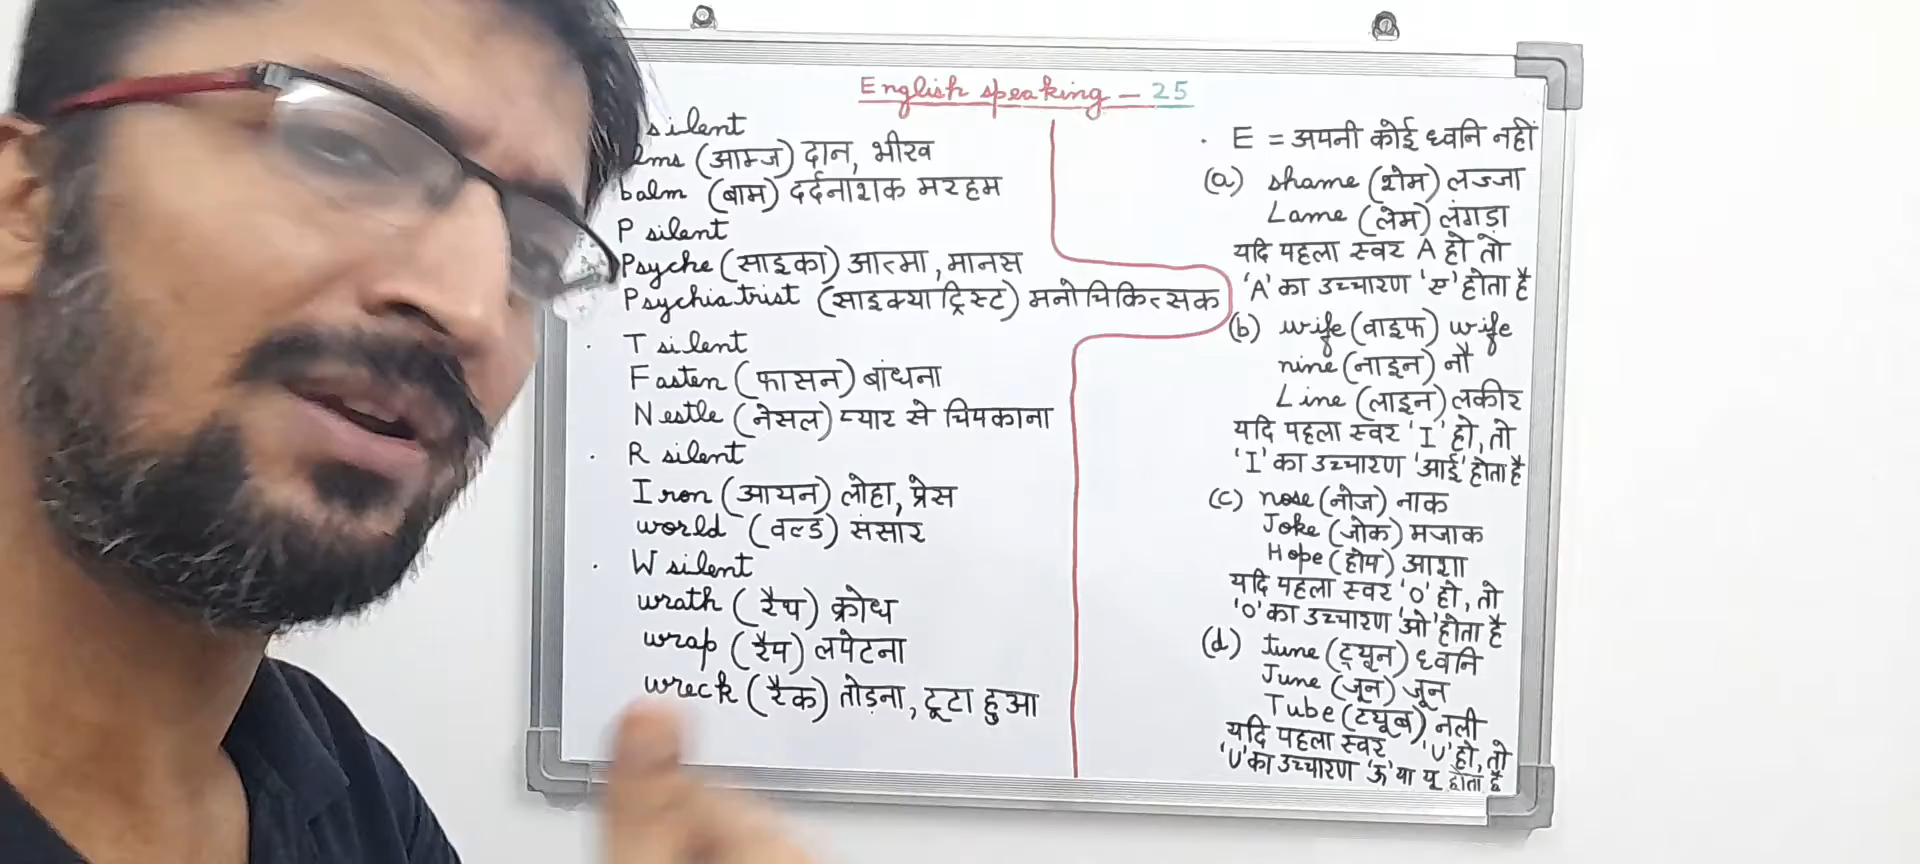 English speaking - 25
silent
lms (आम्ज) दान, भीख
balm (बाम) दर्दनाशक मरहम
P silent
Psyche (साइका) आत्मा, मानस
Psychiatrist (साइक्याट्रिस्ट) मनोचिकित्सक
. T silent
Fasten (फासन) बांधना
Nestle (नेसल) प्यार से चिपकाना
. R silent
Iron (आयन) लोहा, प्रेस
world (वर्ल्ड) संसार
. W silent
wrath (रैथ) क्रोध
wrap (रैप) लपेटना
wreck (रैक) तोड़ना, टूटा हुआ
. E = अपनी कोई ध्वनि नहीं
(a) shame (शेम) लज्जा
Lame (लेम) लंगड़ा
यदि पहला स्वर A हो तो
'A' का उच्चारण 'ए' होता है
(b) wife (वाइफ) wife
nine (नाइन) नौ
Line (लाइन) लकीर
यदि पहला स्वर 'I' हो, तो
'I' का उच्चारण 'आई' होता है
(c) nose (नोज) नाक
Joke (जोक) मजाक
Hope (होप) आशा
यदि पहला स्वर 'O' हो, तो
'O' का उच्चारण 'ओ' होता है
(d) tune (ट्यून) ध्वनि
June (जून) जून
Tube (टयूब) नली
यदि पहला स्वर 'U' हो, तो
'U' का उच्चारण 'ऊ' या यू होता है